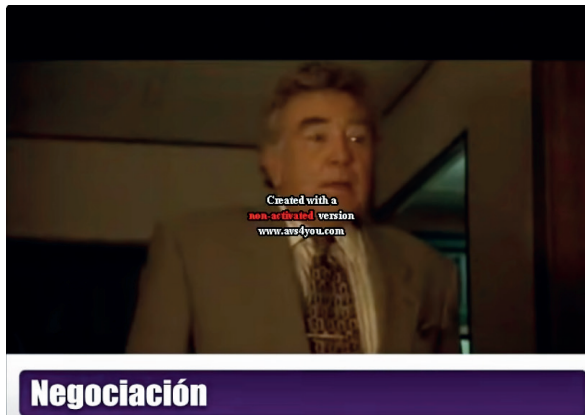 Created with a
non-activated version
www.avs4you.com
Negociación